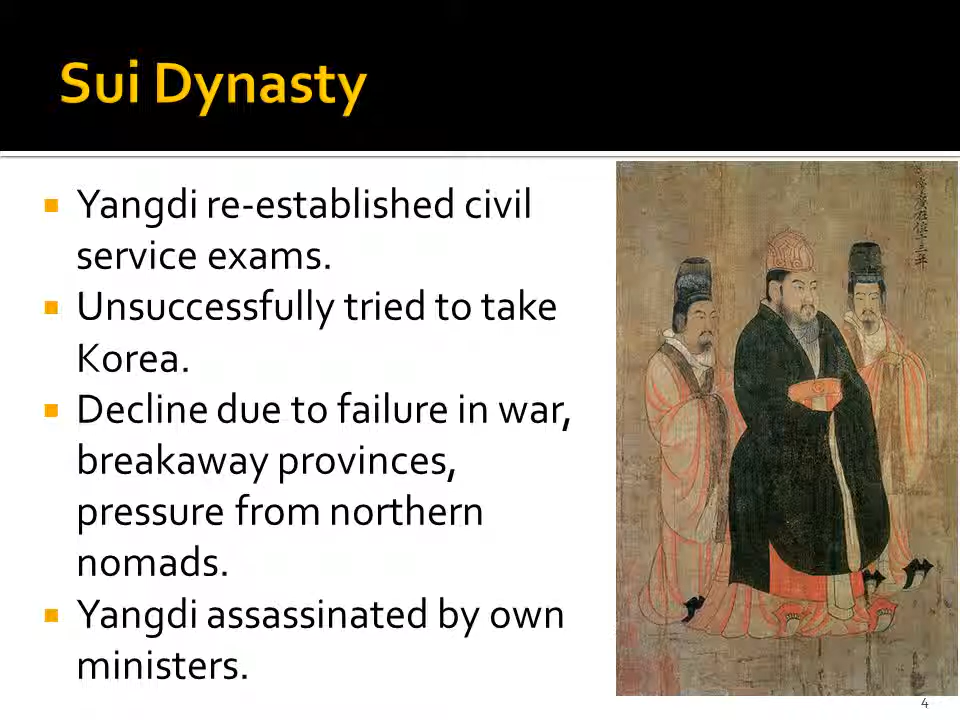 Sui Dynasty
▪ Yangdi re-established civil
service exams.
▪ Unsuccessfully tried to take
Korea.
▪ Decline due to failure in war,
breakaway provinces,
pressure from northern
nomads.
▪ Yangdi assassinated by own
ministers.
4